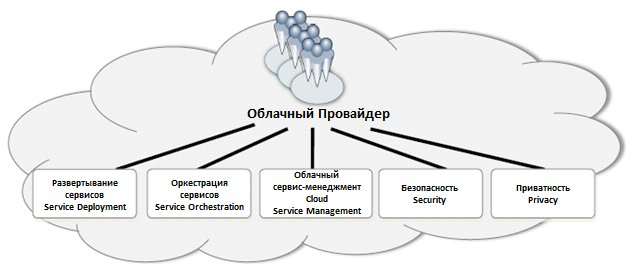 Облачный Провайдер
Развертывание
сервисов
Service Deployment
Оркестрация
сервисов
Service Orchestration
Облачный
сервис-менеджмент
Cloud
Service Management
Безопасность
Security
Приватность
Privacy